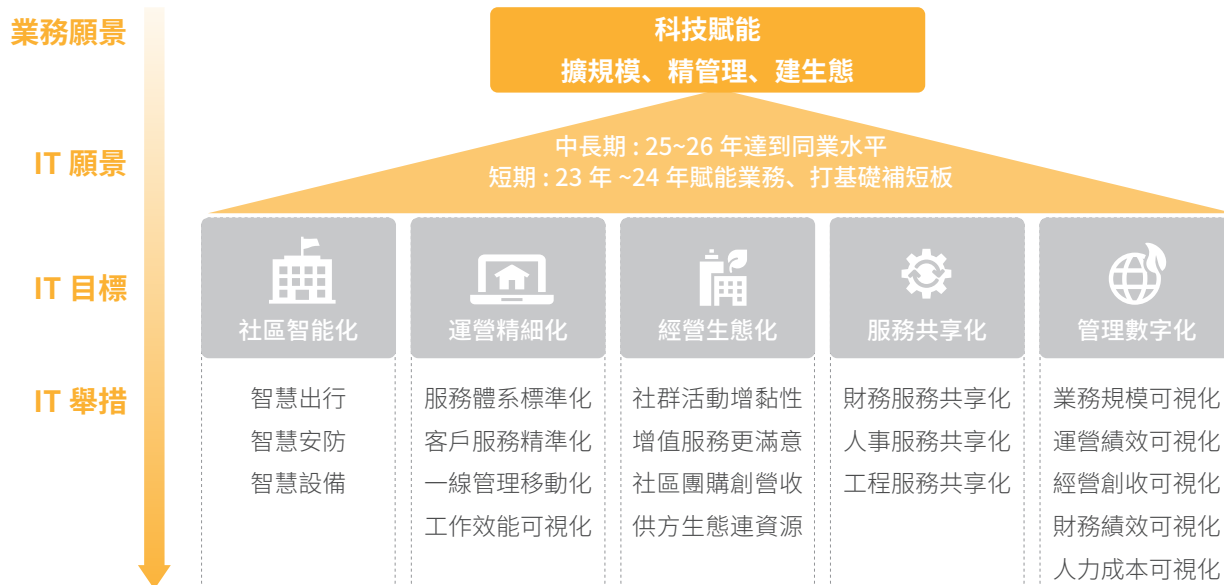 業務願景
科技賦能
擴規模、精管理、建生態
IT 願景
中長期 : 25~26 年達到同業水平
短期 : 23 年 ~24 年賦能業務、打基礎補短板
IT 目標
社區智能化
運營精細化
經營生態化
服務共享化
管理數字化
IT 舉措
智慧出行
智慧安防
智慧設備
服務體系標準化
客戶服務精準化
一線管理移動化
工作效能可視化
社群活動增黏性
增值服務更滿意
社區團購創營收
供方生態連資源
財務服務共享化
人事服務共享化
工程服務共享化
業務規模可視化
運營績效可視化
經營創收可視化
財務績效可視化
人力成本可視化